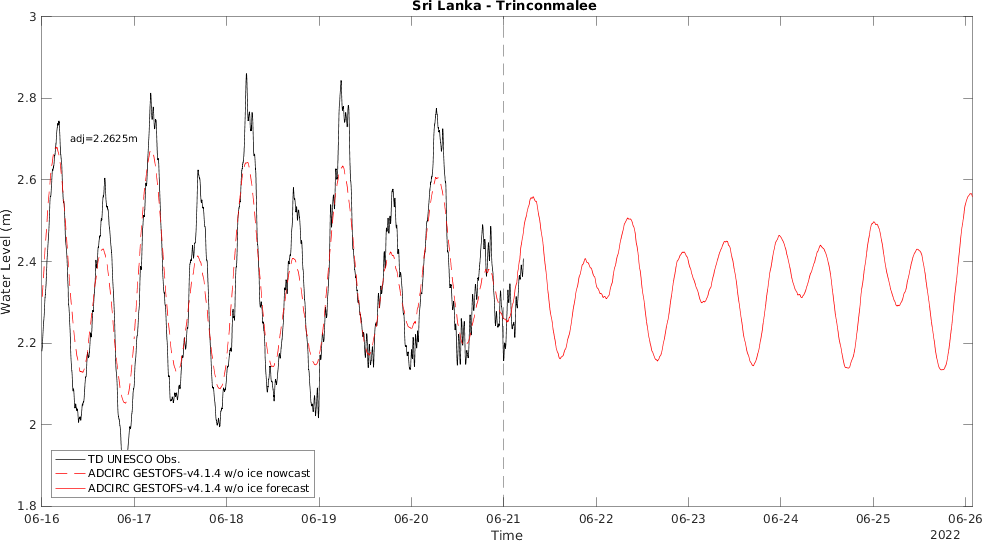 Sri Lanka - Trinconmalee
3
2.8
2.6
2.4
2.2
2
1.8
Water Level (m)
adj=2.2625m
TD UNESCO Obs.
ADCIRC GESTOFS-v4.1.4 w/o ice nowcast
ADCIRC GESTOFS-v4.1.4 w/o ice forecast
06-16 06-17 06-18 06-19 06-20 06-21 06-22 06-23 06-24 06-25 06-26
Time
2022